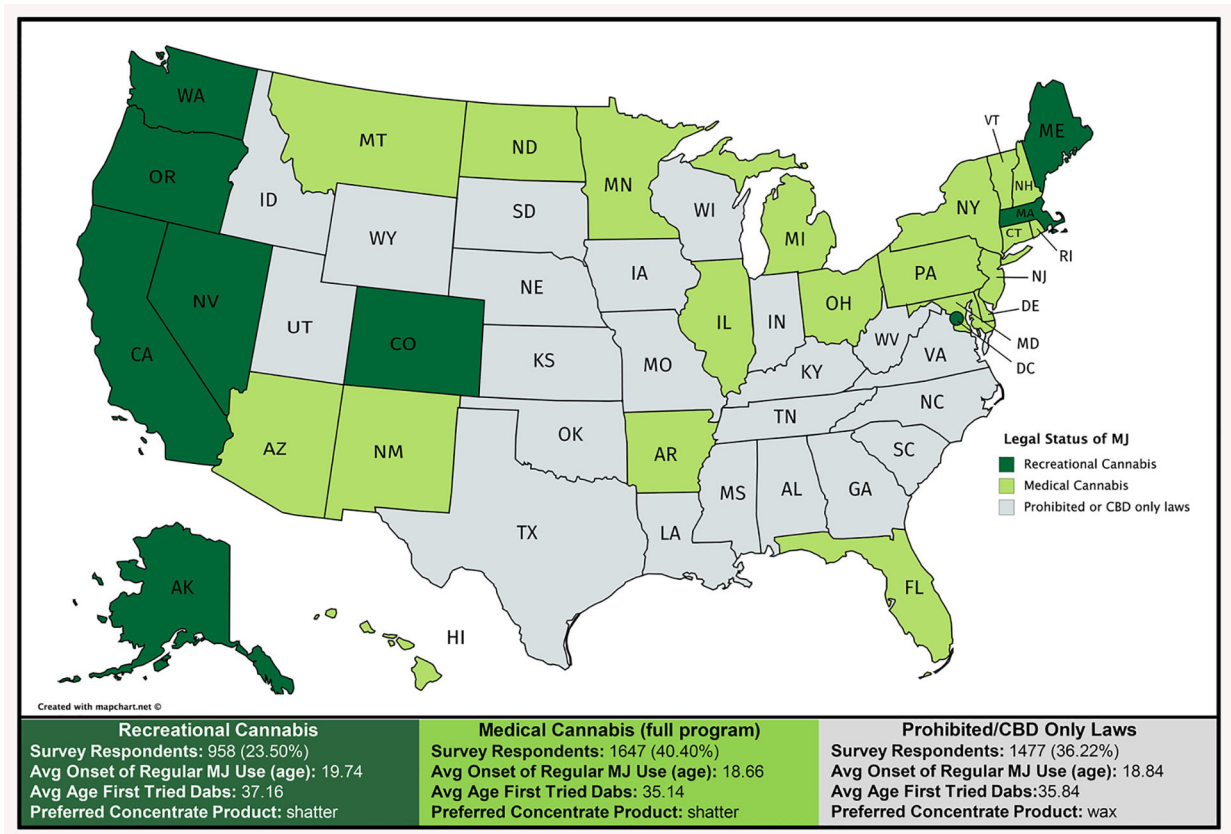 WA
MT
ND
MN
VT
ME
OR
ID
SD
WI
NH
NY
MA
WY
MI
CT
RI
IA
PA
NJ
NE
NV
OH
DE
UT
IL
IN
MD
CA
CO
WV
VA
DC
KS
MO
KY
NC
TN
OK
AR
SC
AZ
NM
MS
AL
GA
TX
LA
FL
AK
HI
Legal Status of MJ
Recreational Cannabis
Medical Cannabis
Prohibited or CBD only laws
Created with mapchart.net ©
Recreational Cannabis
Survey Respondents: 958 (23.50%)
Avg Onset of Regular MJ Use (age): 19.74
Avg Age First Tried Dabs: 37.16
Preferred Concentrate Product: shatter
Medical Cannabis (full program)
Survey Respondents: 1647 (40.40%)
Avg Onset of Regular MJ Use (age): 18.66
Avg Age First Tried Dabs: 35.14
Preferred Concentrate Product: shatter
Prohibited/CBD Only Laws
Survey Respondents: 1477 (36.22%)
Avg Onset of Regular MJ Use (age): 18.84
Avg Age First Tried Dabs:35.84
Preferred Concentrate Product: wax